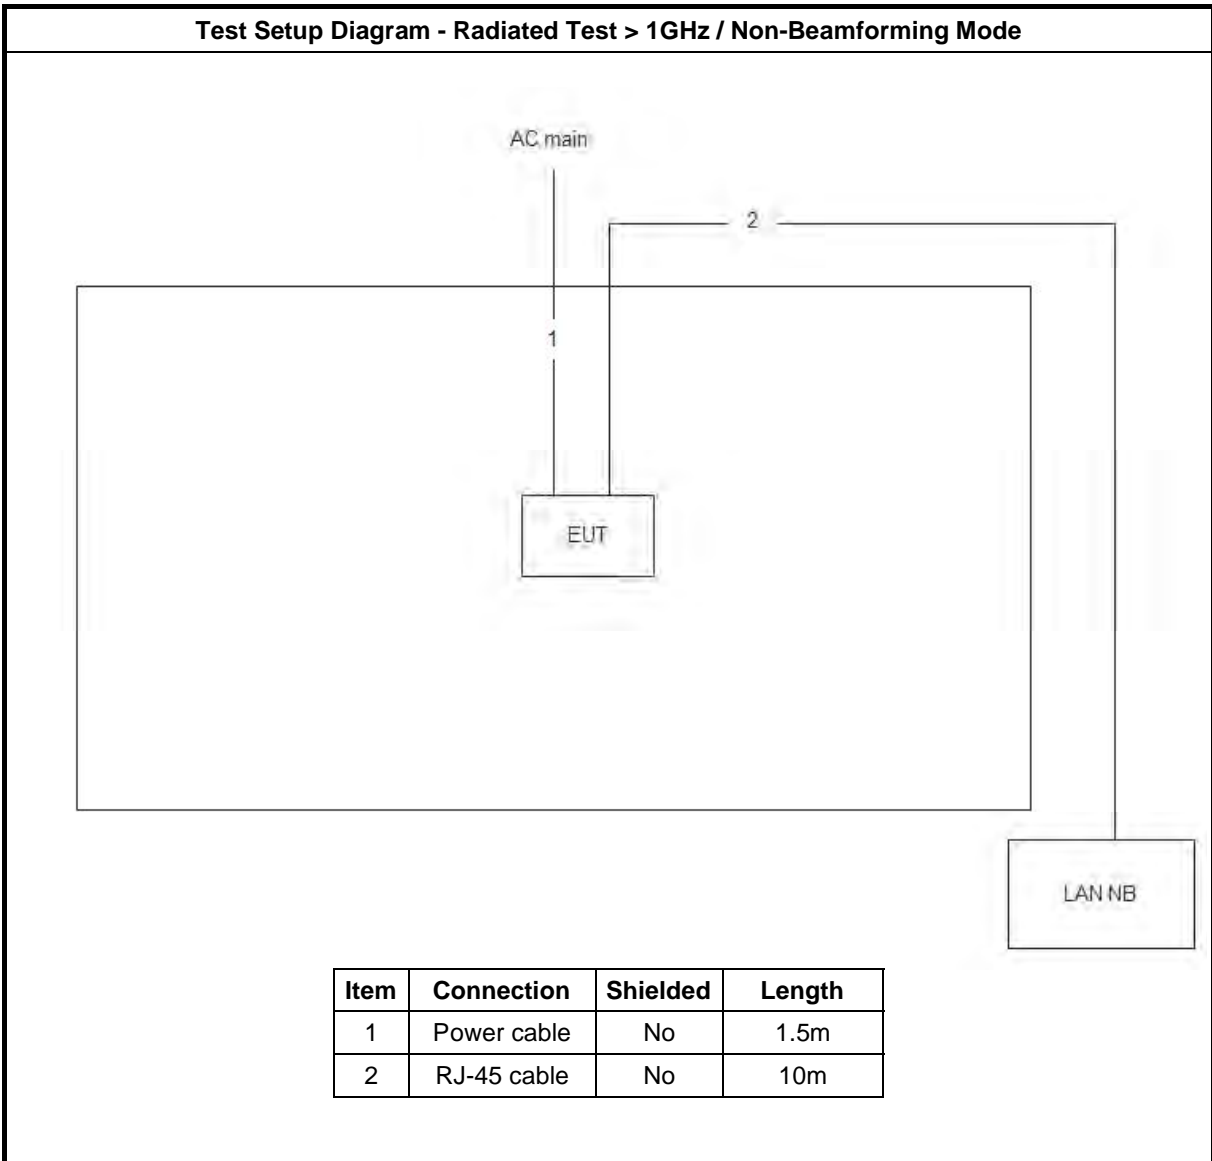 Test Setup Diagram - Radiated Test > 1GHz / Non-Beamforming Mode
AC main
2
1
EUT
LAN NB
Item Connection Shielded Length
1 Power cable No 1.5m
2 RJ-45 cable No 10m